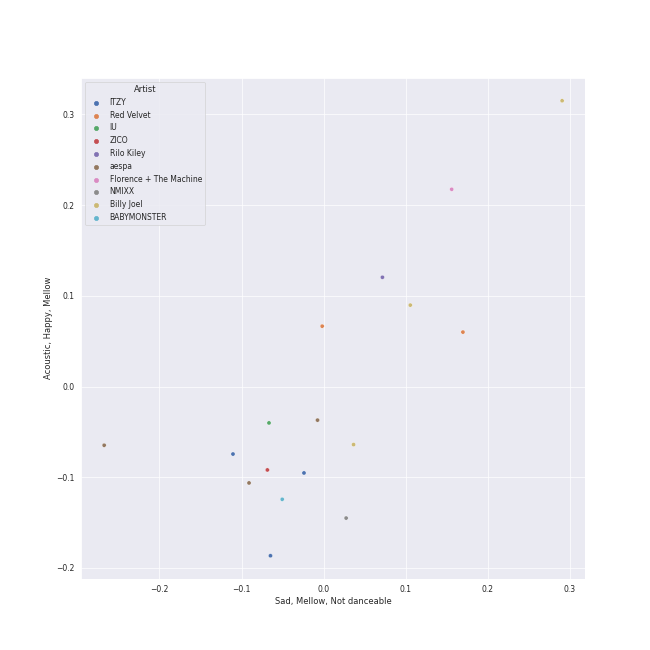 Artist
ITZY
Red Velvet
IU
ZICO
Rilo Kiley
aespa
Florence + The Machine
NMIXX
Billy Joel
BABYMONSTER
Acoustic, Happy, Mellow
0.3
0.2
0.1
0.0
−0.1
−0.2
−0.2
−0.1
0.0
0.1
0.2
0.3
Sad, Mellow, Not danceable